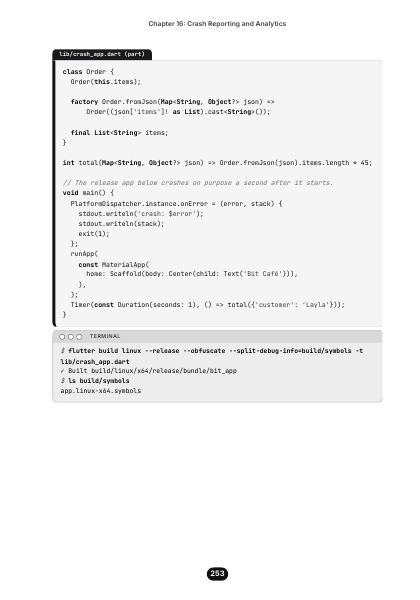 Chapter 16: Crash Reporting and Analytics
lib/crash_app.dart (part)
class Order {
  Order(this.items);

  factory Order.fromJson(Map<String, Object?> json) =>
      Order((json['items']! as List).cast<String>());

  final List<String> items;
}

int total(Map<String, Object?> json) => Order.fromJson(json).items.length * 45;

// The release app below crashes on purpose a second after it starts.
void main() {
  PlatformDispatcher.instance.onError = (error, stack) {
    stdout.writeln('crash: $error');
    stdout.writeln(stack);
    exit(1);
  };
  runApp(
    const MaterialApp(
      home: Scaffold(body: Center(child: Text('Bit Café'))),
    ),
  );
  Timer(const Duration(seconds: 1), () => total({'customer': 'Layla'}));
}
TERMINAL
$ flutter build linux --release --obfuscate --split-debug-info=build/symbols -t
lib/crash_app.dart
✓ Built build/linux/x64/release/bundle/bit_app
$ ls build/symbols
app.linux-x64.symbols
253